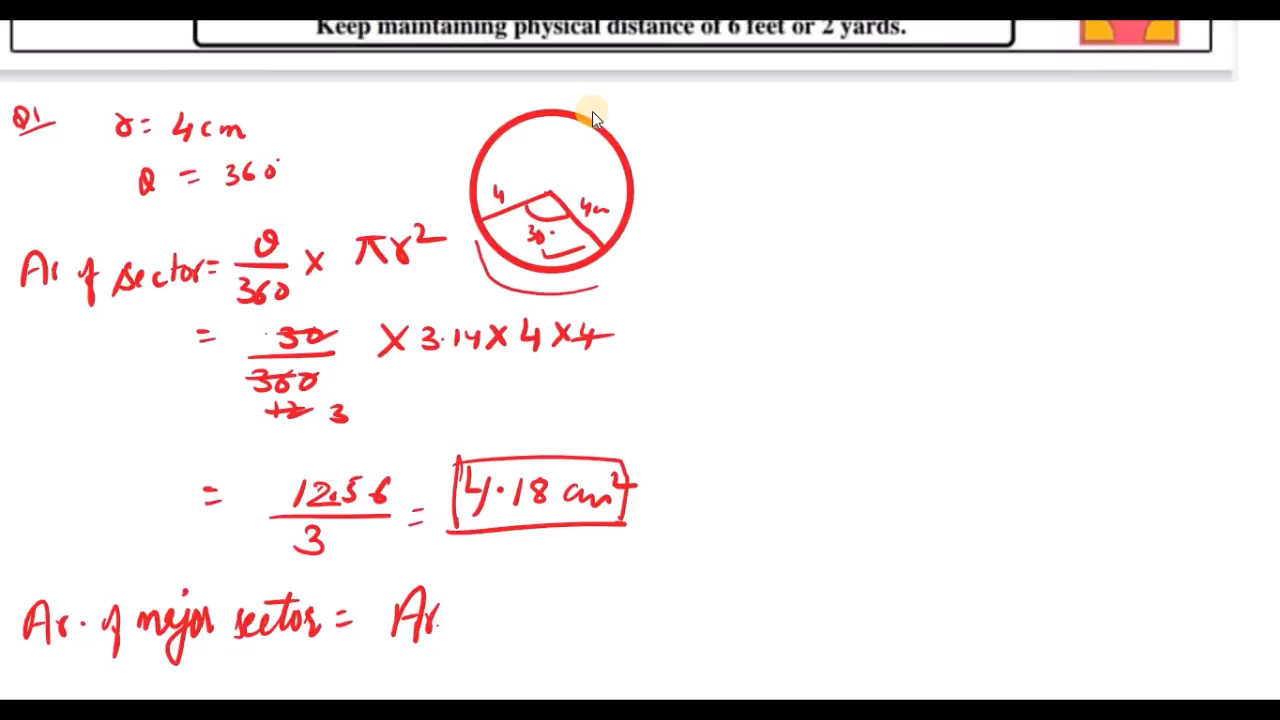 Keep maintaining physical distance of 6 feet or 2 yards.
Q1 r = 4 cm
θ = 360°
4
4cm
30°
Ar of sector = θ/360 × πr²
= 30/360 × 3.14 × 4 × 4
12 3
= 12.56/3 = 4.18 cm²
Ar. of major sector = Ar.